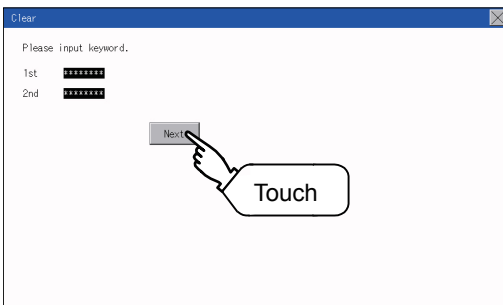 Clear
Please input keyword.
1st ********
2nd ********
Next
Touch